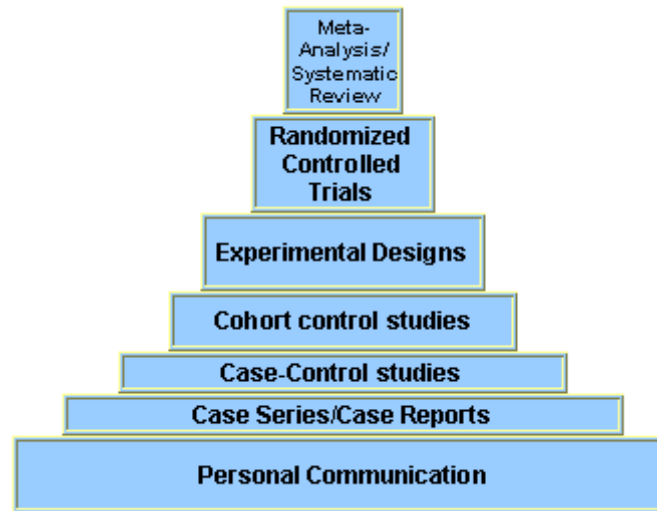 Meta-
Analysis/
Systematic
Review
Randomized
Controlled
Trials
Experimental Designs
Cohort control studies
Case-Control studies
Case Series/Case Reports
Personal Communication